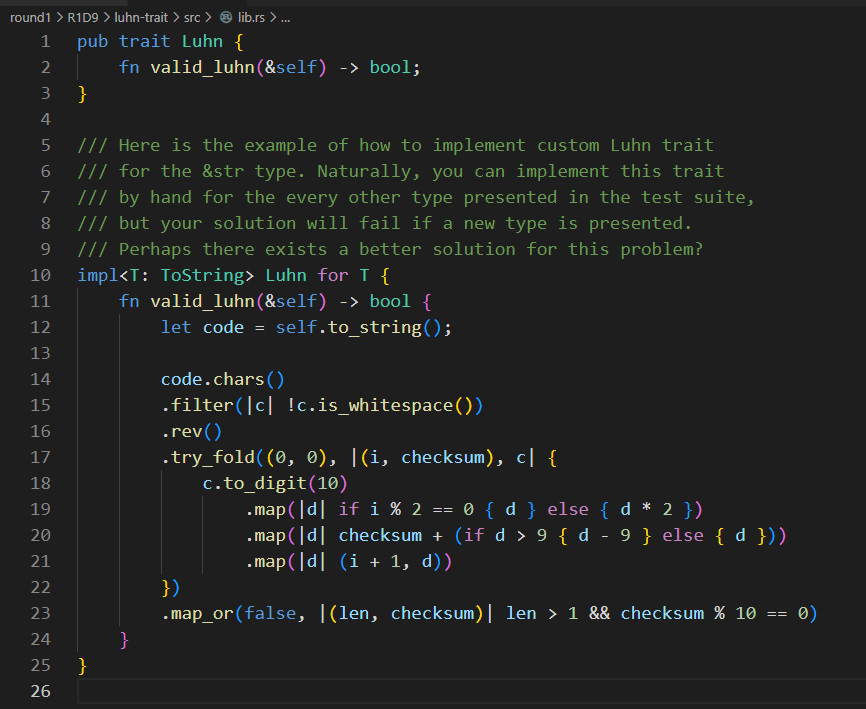 round1 > R1D9 > luhn-trait > src > lib.rs > ...
1 pub trait Luhn {
2     fn valid_luhn(&self) -> bool;
3 }
4
5 /// Here is the example of how to implement custom Luhn trait
6 /// for the &str type. Naturally, you can implement this trait
7 /// by hand for the every other type presented in the test suite,
8 /// but your solution will fail if a new type is presented.
9 /// Perhaps there exists a better solution for this problem?
10 impl<T: ToString> Luhn for T {
11     fn valid_luhn(&self) -> bool {
12         let code = self.to_string();
13
14         code.chars()
15         .filter(|c| !c.is_whitespace())
16         .rev()
17         .try_fold((0, 0), |(i, checksum), c| {
18             c.to_digit(10)
19                 .map(|d| if i % 2 == 0 { d } else { d * 2 })
20                 .map(|d| checksum + (if d > 9 { d - 9 } else { d }))
21                 .map(|d| (i + 1, d))
22         })
23         .map_or(false, |(len, checksum)| len > 1 && checksum % 10 == 0)
24     }
25 }
26